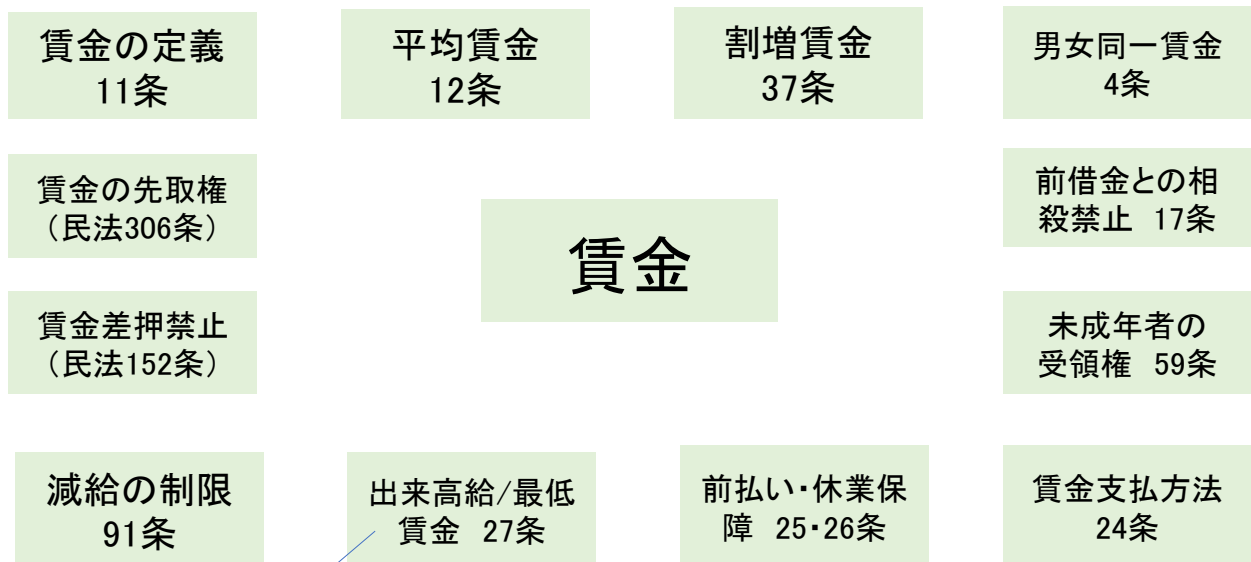 賃金の定義
11条
平均賃金
12条
割増賃金
37条
男女同一賃金
4条
賃金の先取権
（民法306条）
前借金との相
殺禁止 17条
賃金
賃金差押禁止
（民法152条）
未成年者の
受領権 59条
減給の制限
91条
出来高給/最低
賃金 27条
前払い・休業保
障 25・26条
賃金支払方法
24条